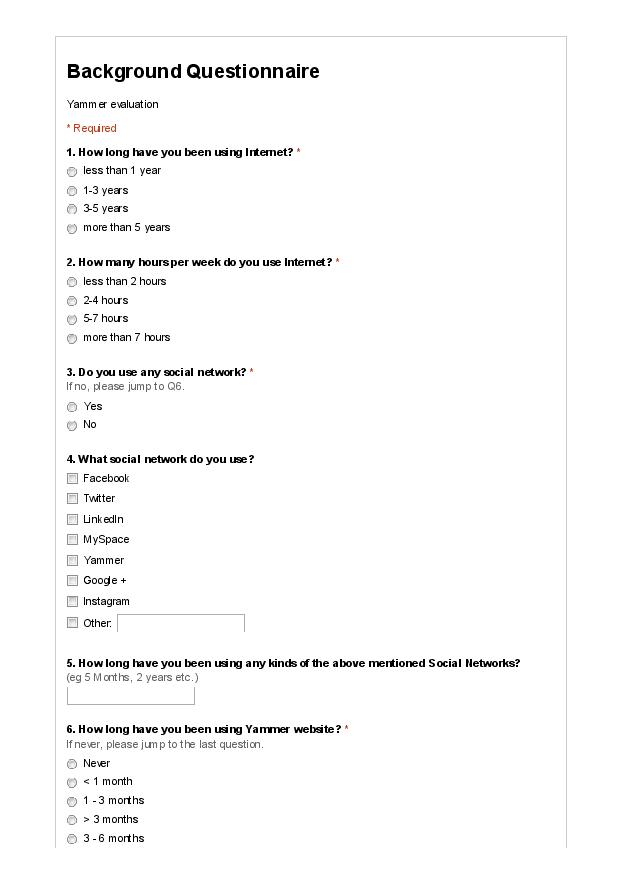 Background Questionnaire
Yammer evaluation
* Required
1. How long have you been using Internet? *
less than 1 year
1-3 years
3-5 years
more than 5 years
2. How many hours per week do you use Internet? *
less than 2 hours
2-4 hours
5-7 hours
more than 7 hours
3. Do you use any social network? *
If no, please jump to Q6.
Yes
No
4. What social network do you use?
Facebook
Twitter
LinkedIn
MySpace
Yammer
Google +
Instagram
Other:
5. How long have you been using any kinds of the above mentioned Social Networks?
(eg 5 Months, 2 years etc.)
6. How long have you been using Yammer website? *
If never, please jump to the last question.
Never
< 1 month
1 - 3 months
> 3 months
3 - 6 months